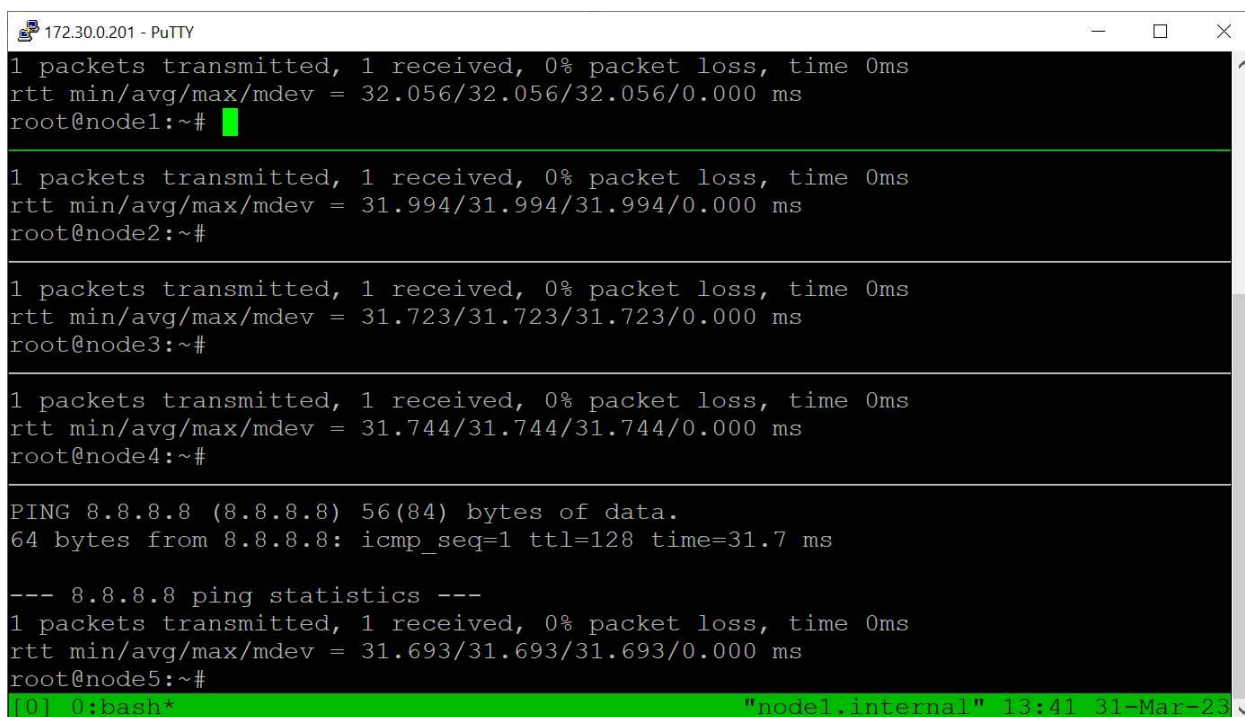 172.30.0.201 - PuTTY
1 packets transmitted, 1 received, 0% packet loss, time 0ms
rtt min/avg/max/mdev = 32.056/32.056/32.056/0.000 ms
root@node1:~#
1 packets transmitted, 1 received, 0% packet loss, time 0ms
rtt min/avg/max/mdev = 31.994/31.994/31.994/0.000 ms
root@node2:~#
1 packets transmitted, 1 received, 0% packet loss, time 0ms
rtt min/avg/max/mdev = 31.723/31.723/31.723/0.000 ms
root@node3:~#
1 packets transmitted, 1 received, 0% packet loss, time 0ms
rtt min/avg/max/mdev = 31.744/31.744/31.744/0.000 ms
root@node4:~#
PING 8.8.8.8 (8.8.8.8) 56(84) bytes of data.
64 bytes from 8.8.8.8: icmp_seq=1 ttl=128 time=31.7 ms
--- 8.8.8.8 ping statistics ---
1 packets transmitted, 1 received, 0% packet loss, time 0ms
rtt min/avg/max/mdev = 31.693/31.693/31.693/0.000 ms
root@node5:~#
[0] 0:bash* "node1.internal" 13:41 31-Mar-23